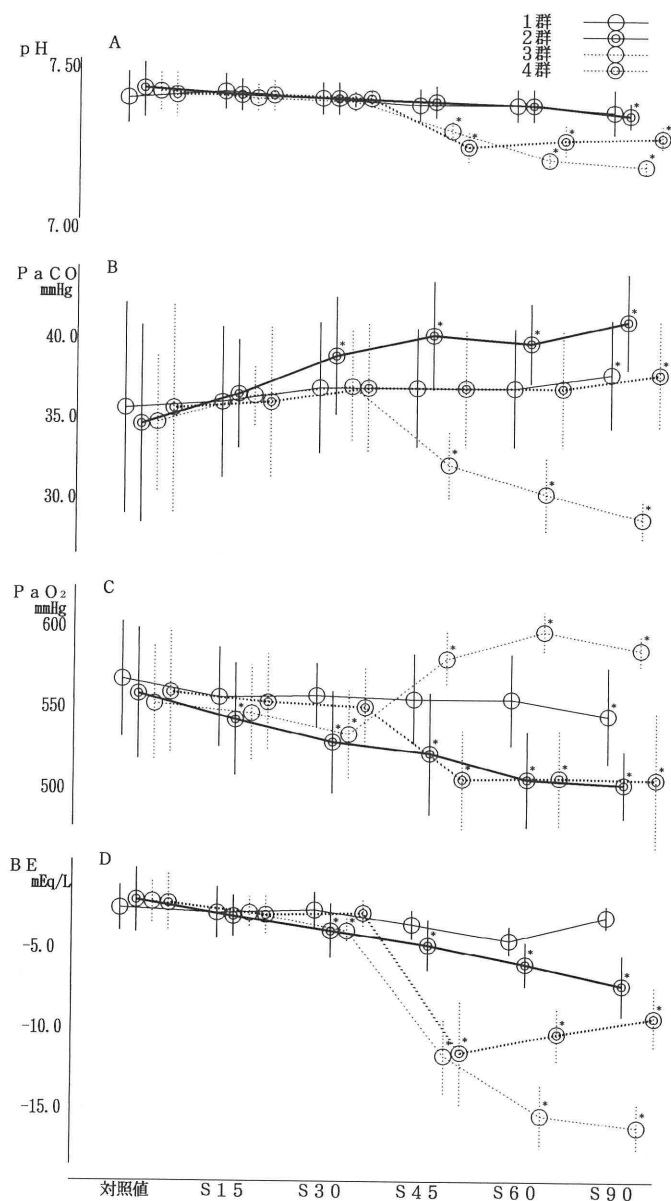 1群
2群
3群
4群
pH
A
7.50
7.00
PaCO
mmHg
B
40.0
35.0
30.0
PaO₂
mmHg
C
600
550
500
BE
mEq/L
D
-5.0
-10.0
-15.0
対照値 S15 S30 S45 S60 S90